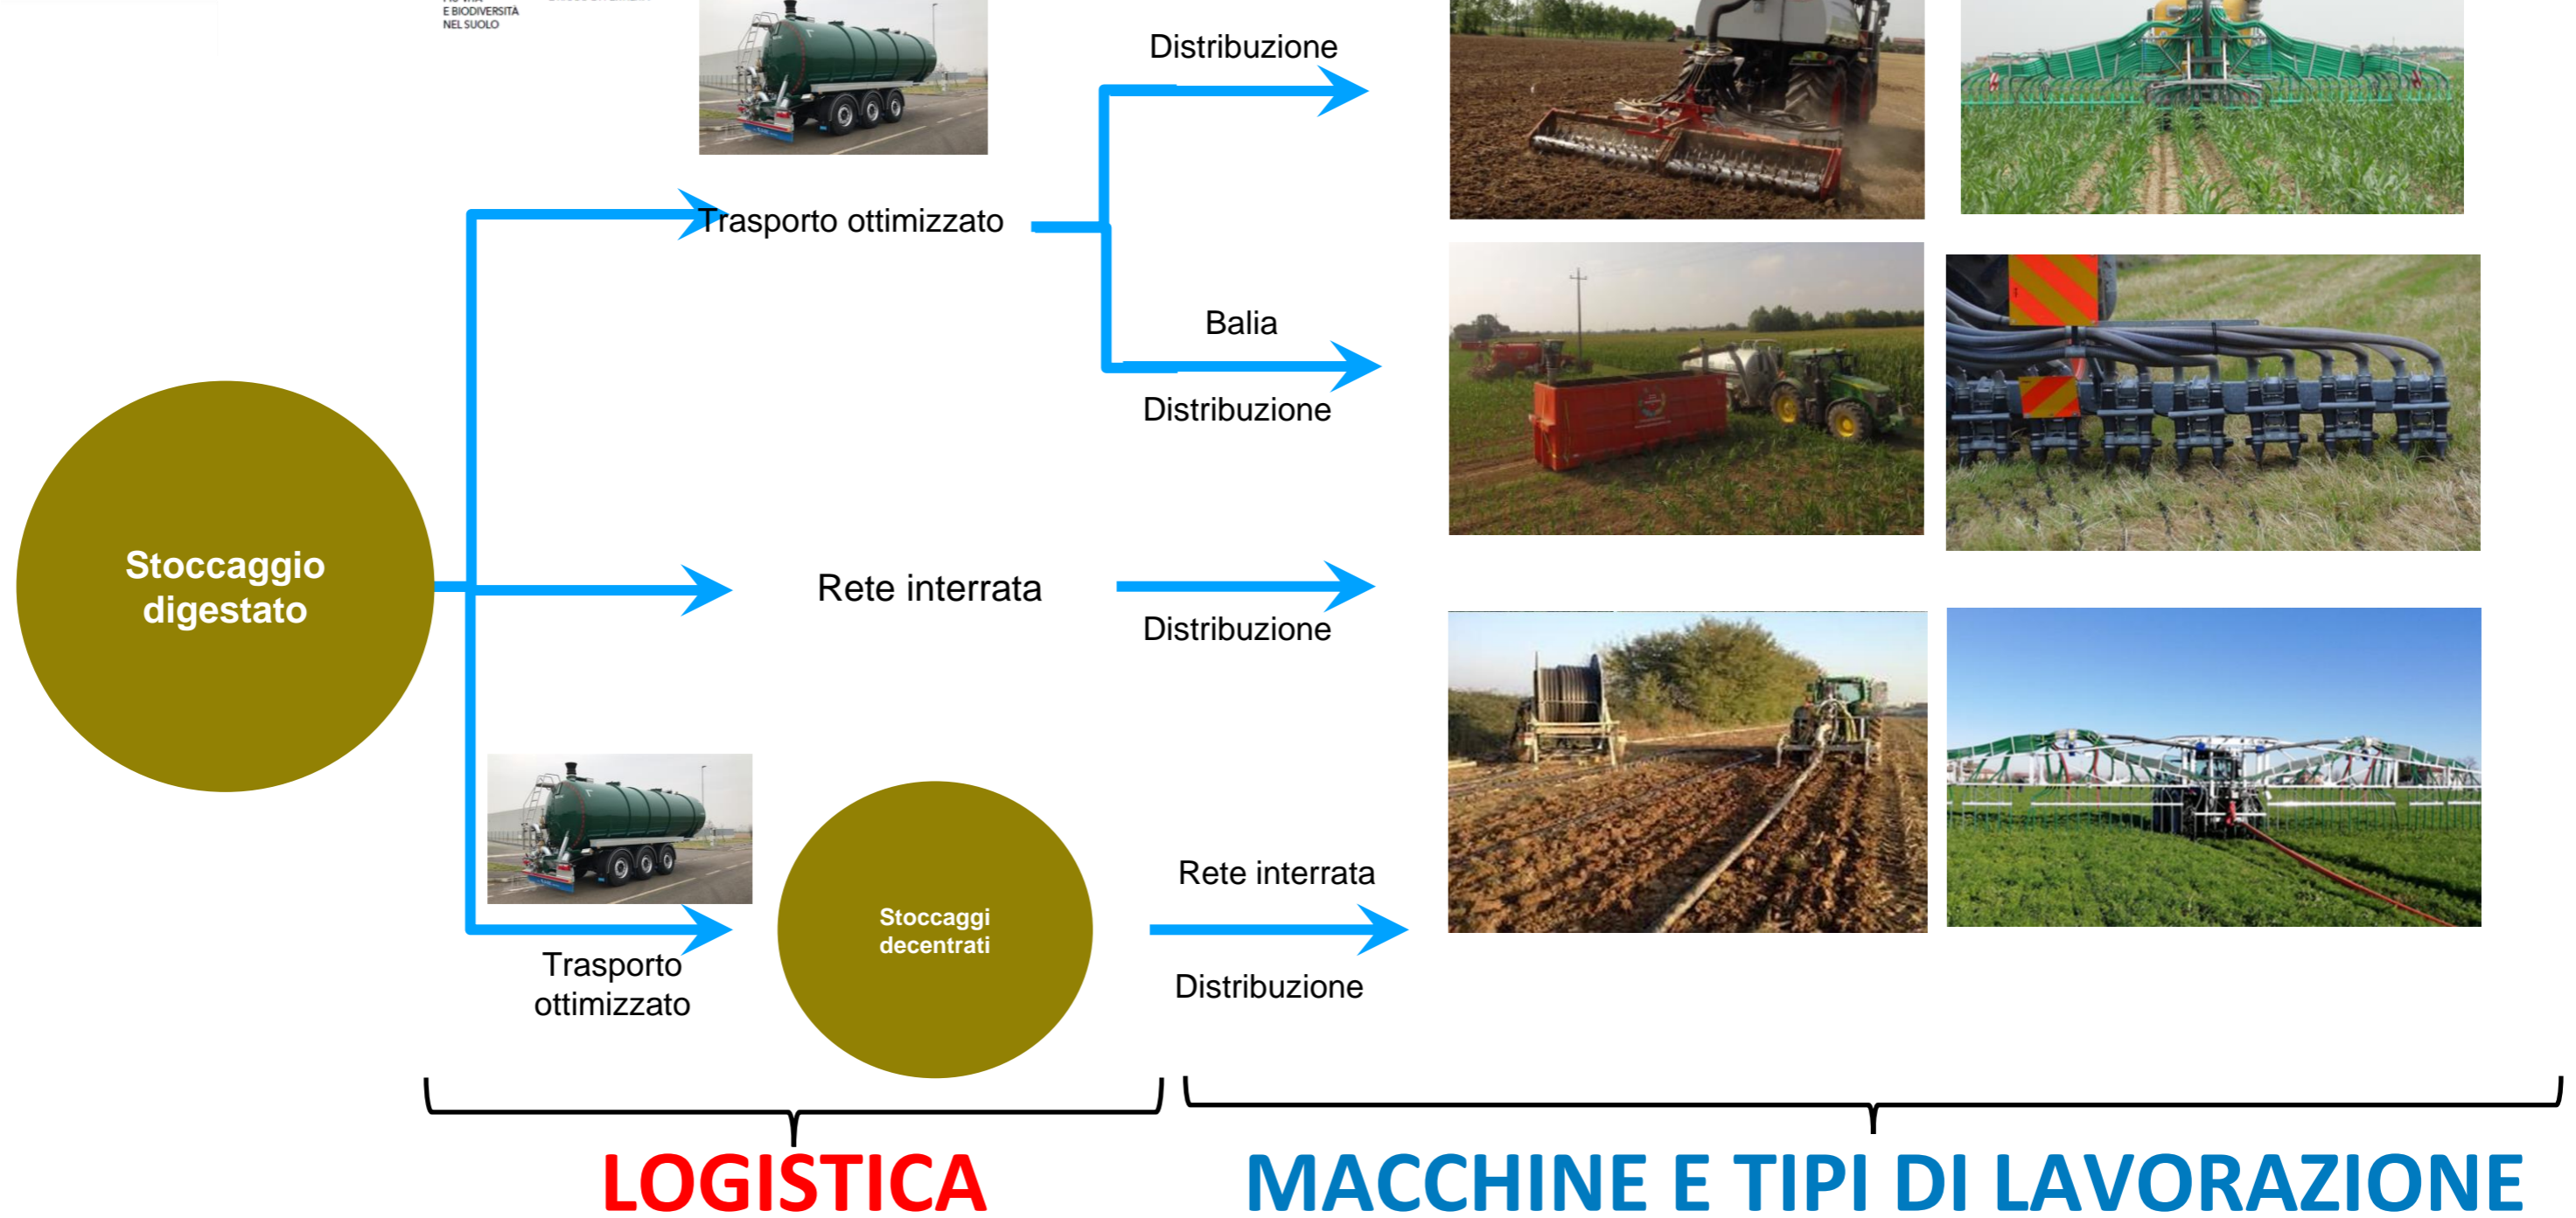 E BIODIVERSITÀ
NEL SUOLO
Distribuzione
Trasporto ottimizzato
Balia
Distribuzione
Stoccaggio
digestato
Rete interrata
Distribuzione
Rete interrata
Stoccaggi
decentrati
Trasporto
ottimizzato
Distribuzione
LOGISTICA
MACCHINE E TIPI DI LAVORAZIONE